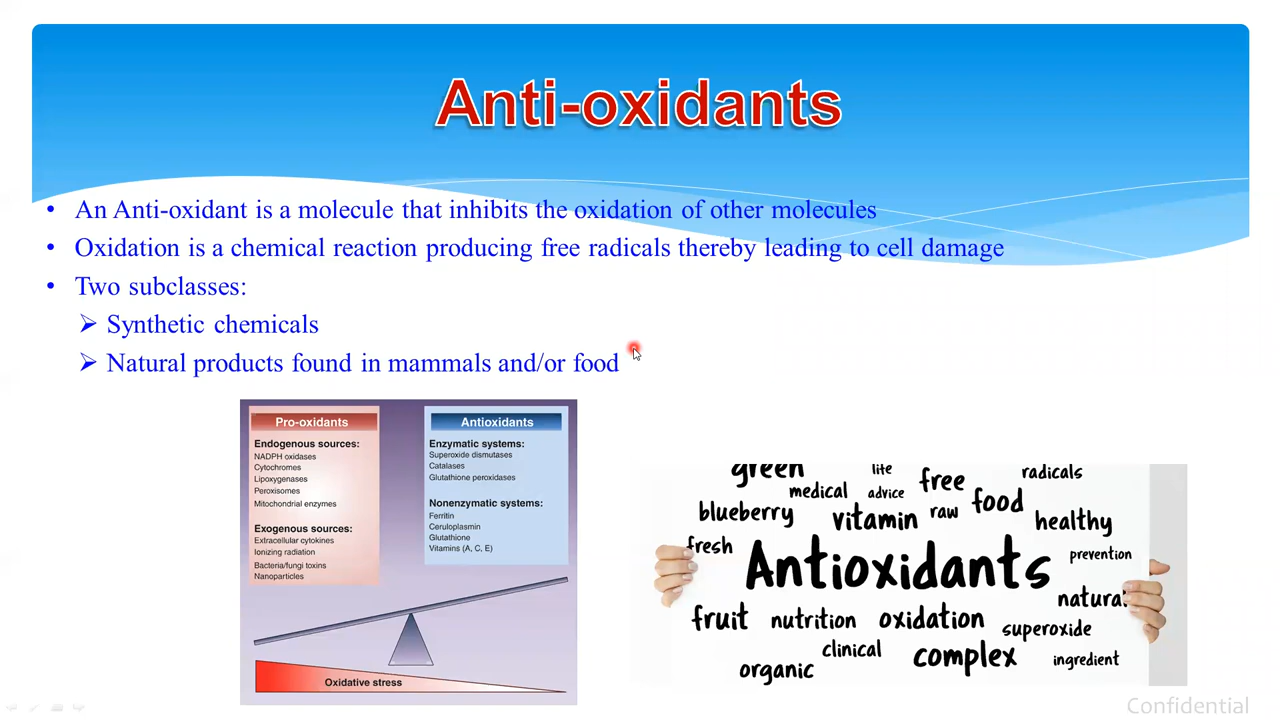 Anti-oxidants
• An Anti-oxidant is a molecule that inhibits the oxidation of other molecules
• Oxidation is a chemical reaction producing free radicals thereby leading to cell damage
• Two subclasses:
➢ Synthetic chemicals
➢ Natural products found in mammals and/or food
Pro-oxidants
Endogenous sources:
NADPH oxidases
Cytochromes
Lipoxygenases
Peroxisomes
Mitochondrial enzymes
Exogenous sources:
Extracellular cytokines
Ionizing radiation
Bacteria/fungi toxins
Nanoparticles
Antioxidants
Enzymatic systems:
Superoxide dismutases
Catalases
Glutathione peroxidases
Nonenzymatic systems:
Ferritin
Ceruloplasmin
Glutathione
Vitamins (A, C, E)
Oxidative stress
green life free radicals
medical advice food
blueberry vitamin raw healthy
fresh Antioxidants prevention
natural
fruit nutrition oxidation superoxide
clinical complex ingredient
organic
Confidential